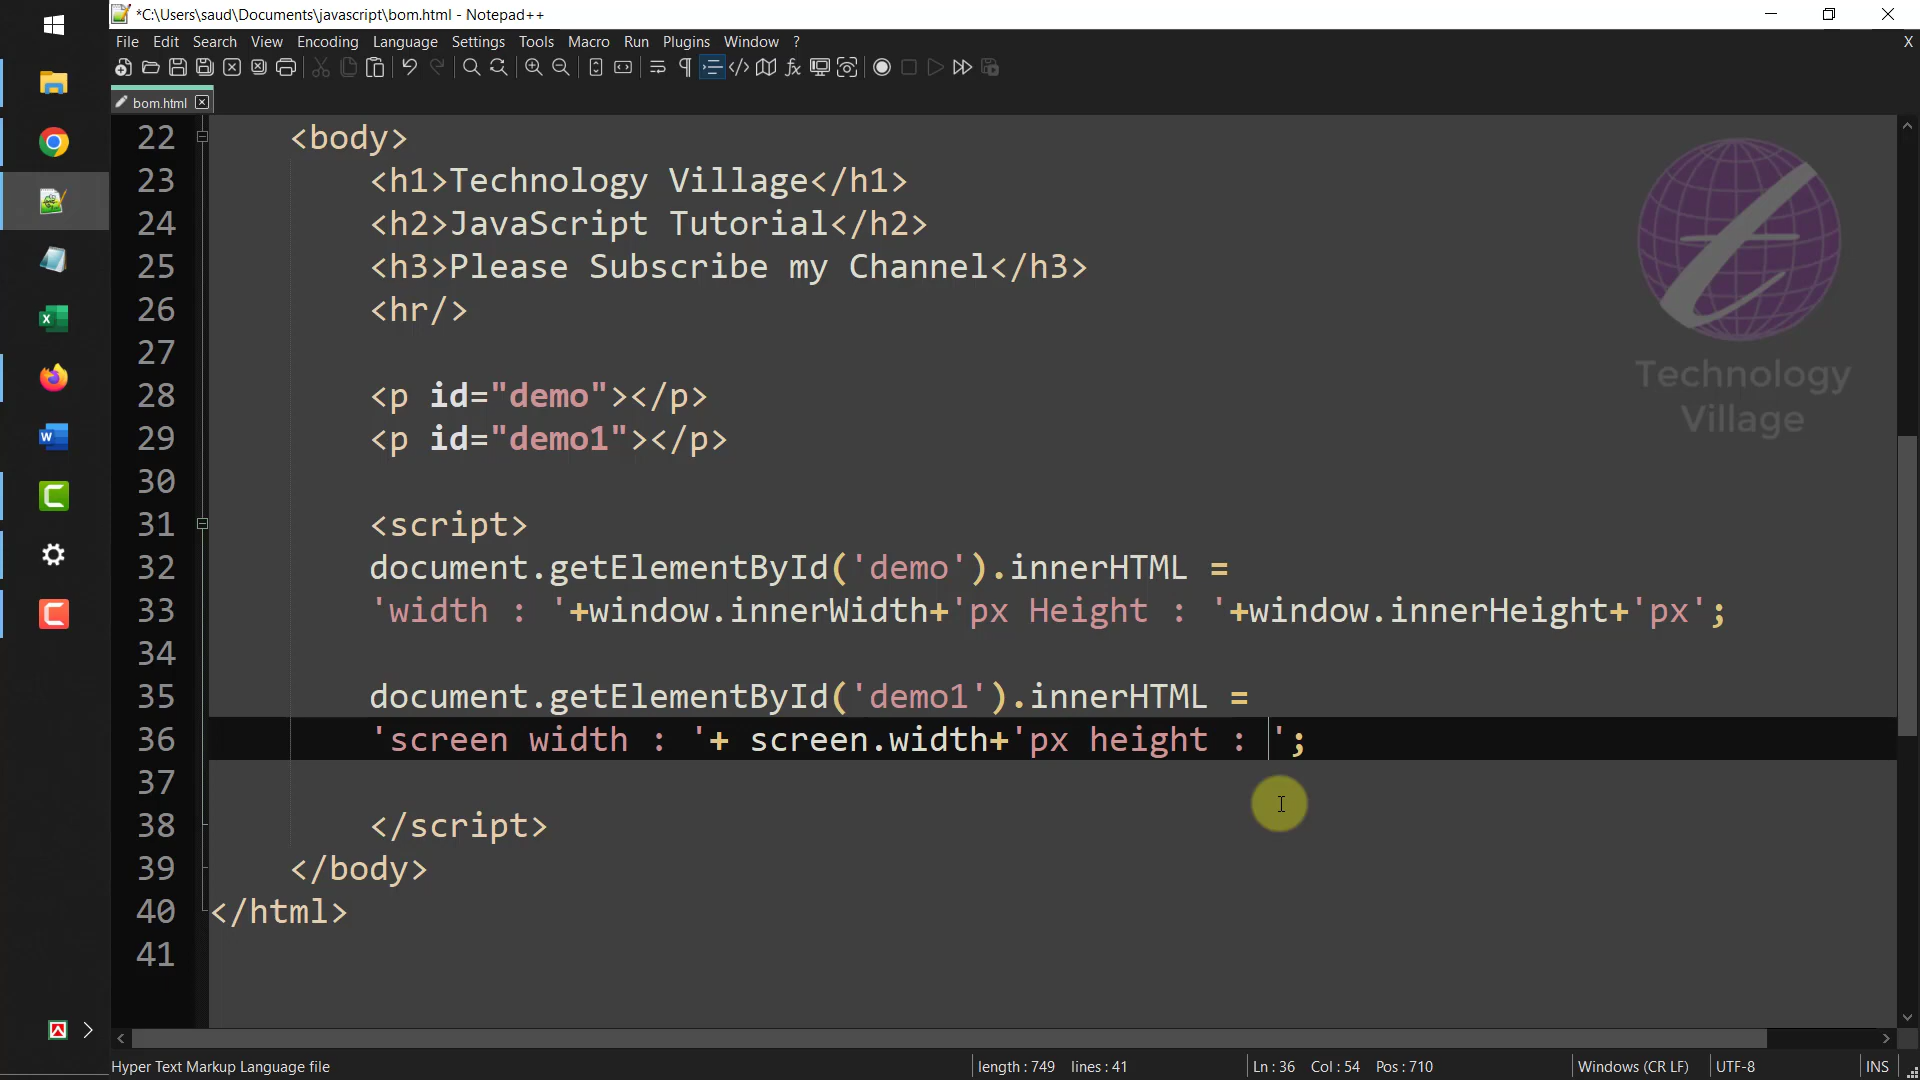 *C:\Users\saud\Documents\javascript\bom.html - Notepad++
File Edit Search View Encoding Language Settings Tools Macro Run Plugins Window ? X
bom.html
22 <body>
23 <h1>Technology Village</h1>
24 <h2>JavaScript Tutorial</h2>
25 <h3>Please Subscribe my Channel</h3>
26 <hr/>
27
28 <p id="demo"></p>
29 <p id="demo1"></p>
30
31 <script>
32 document.getElementById('demo').innerHTML =
33 'width : '+window.innerWidth+'px Height : '+window.innerHeight+'px';
34
35 document.getElementById('demo1').innerHTML =
36 'screen width : '+ screen.width+'px height : ';
37
38 </script>
39 </body>
40 </html>
41
Technology
Village
Hyper Text Markup Language file length : 749 lines : 41 Ln : 36 Col : 54 Pos : 710 Windows (CR LF) UTF-8 INS